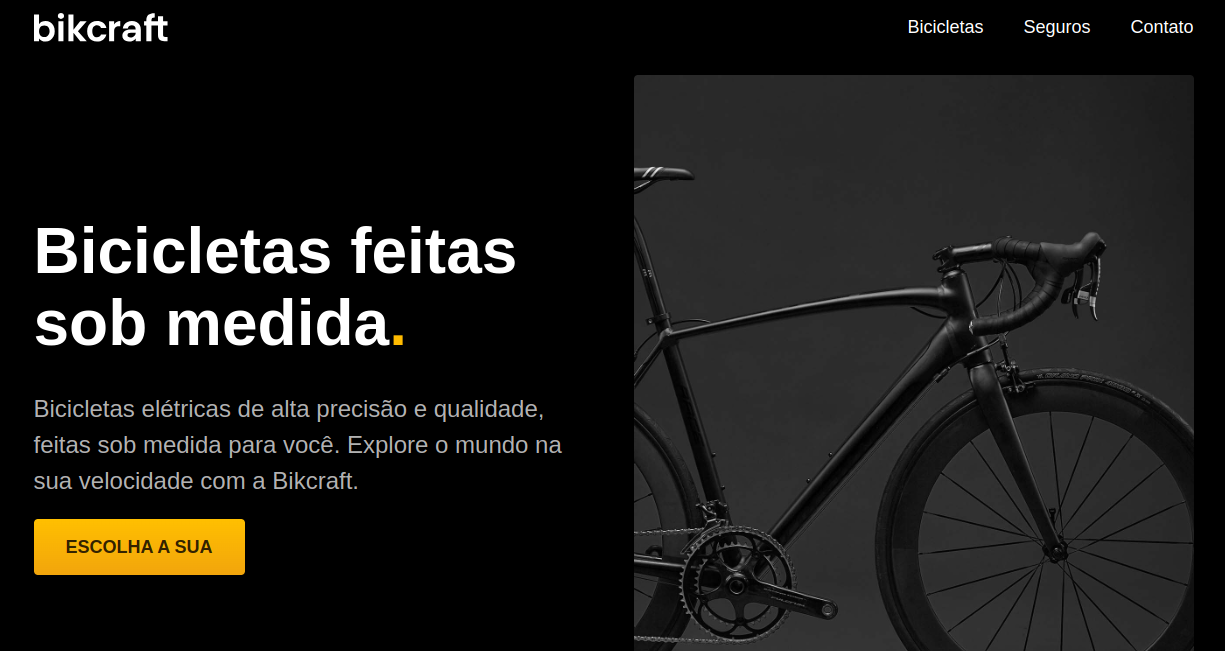 bikcraft
Bicicletas Seguros Contato
Bicicletas feitas
sob medida.
Bicicletas elétricas de alta precisão e qualidade,
feitas sob medida para você. Explore o mundo na
sua velocidade com a Bikcraft.
ESCOLHA A SUA